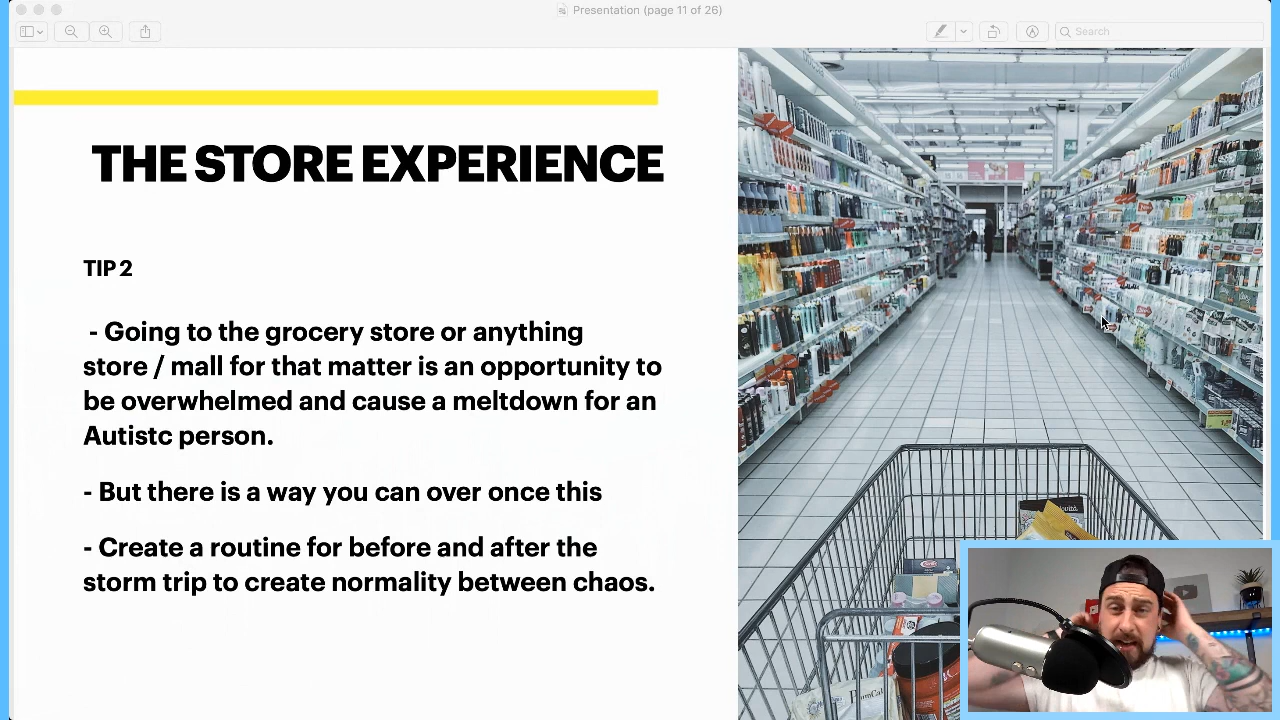 Presentation (page 11 of 26)
Search
THE STORE EXPERIENCE
TIP 2
- Going to the grocery store or anything
store / mall for that matter is an opportunity to
be overwhelmed and cause a meltdown for an
Autistc person.
- But there is a way you can over once this
- Create a routine for before and after the
storm trip to create normality between chaos.